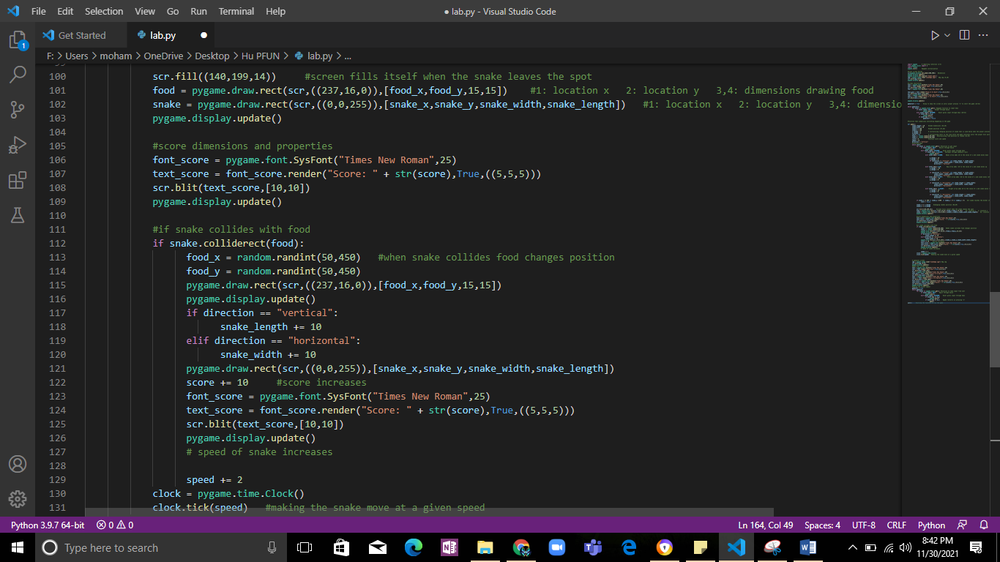 File Edit Selection View Go Run Terminal Help ● lab.py - Visual Studio Code
Get Started lab.py
F: > Users > moham > OneDrive > Desktop > Hu PFUN > lab.py > ...
100 scr.fill((140,199,14)) #screen fills itself when the snake leaves the spot
101 food = pygame.draw.rect(scr,((237,16,0)),[food_x,food_y,15,15]) #1: location x 2: location y 3,4: dimensions drawing food
102 snake = pygame.draw.rect(scr,((0,0,255)),[snake_x,snake_y,snake_width,snake_length]) #1: location x 2: location y 3,4: dimensio
103 pygame.display.update()
104
105 #score dimensions and properties
106 font_score = pygame.font.SysFont("Times New Roman",25)
107 text_score = font_score.render("Score: " + str(score),True,((5,5,5)))
108 scr.blit(text_score,[10,10])
109 pygame.display.update()
110
111 #if snake collides with food
112 if snake.colliderect(food):
113 food_x = random.randint(50,450) #when snake collides food changes position
114 food_y = random.randint(50,450)
115 pygame.draw.rect(scr,((237,16,0)),[food_x,food_y,15,15])
116 pygame.display.update()
117 if direction == "vertical":
118 snake_length += 10
119 elif direction == "horizontal":
120 snake_width += 10
121 pygame.draw.rect(scr,((0,0,255)),[snake_x,snake_y,snake_width,snake_length])
122 score += 10 #score increases
123 font_score = pygame.font.SysFont("Times New Roman",25)
124 text_score = font_score.render("Score: " + str(score),True,((5,5,5)))
125 scr.blit(text_score,[10,10])
126 pygame.display.update()
127 # speed of snake increases
128
129 speed += 2
130 clock = pygame.time.Clock()
131 clock.tick(speed) #making the snake move at a given speed
Python 3.9.7 64-bit 0 0 Ln 164, Col 49 Spaces: 4 UTF-8 CRLF Python
Type here to search
8:42 PM
11/30/2021